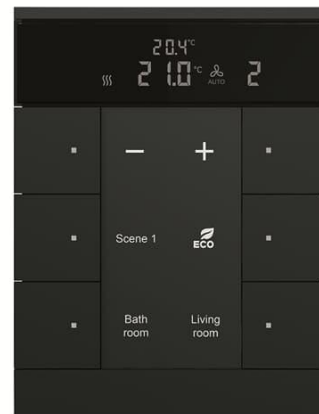 20.4°C
21.0°C AUTO 2
− +
Scene 1 ECO
Bath Living
room room